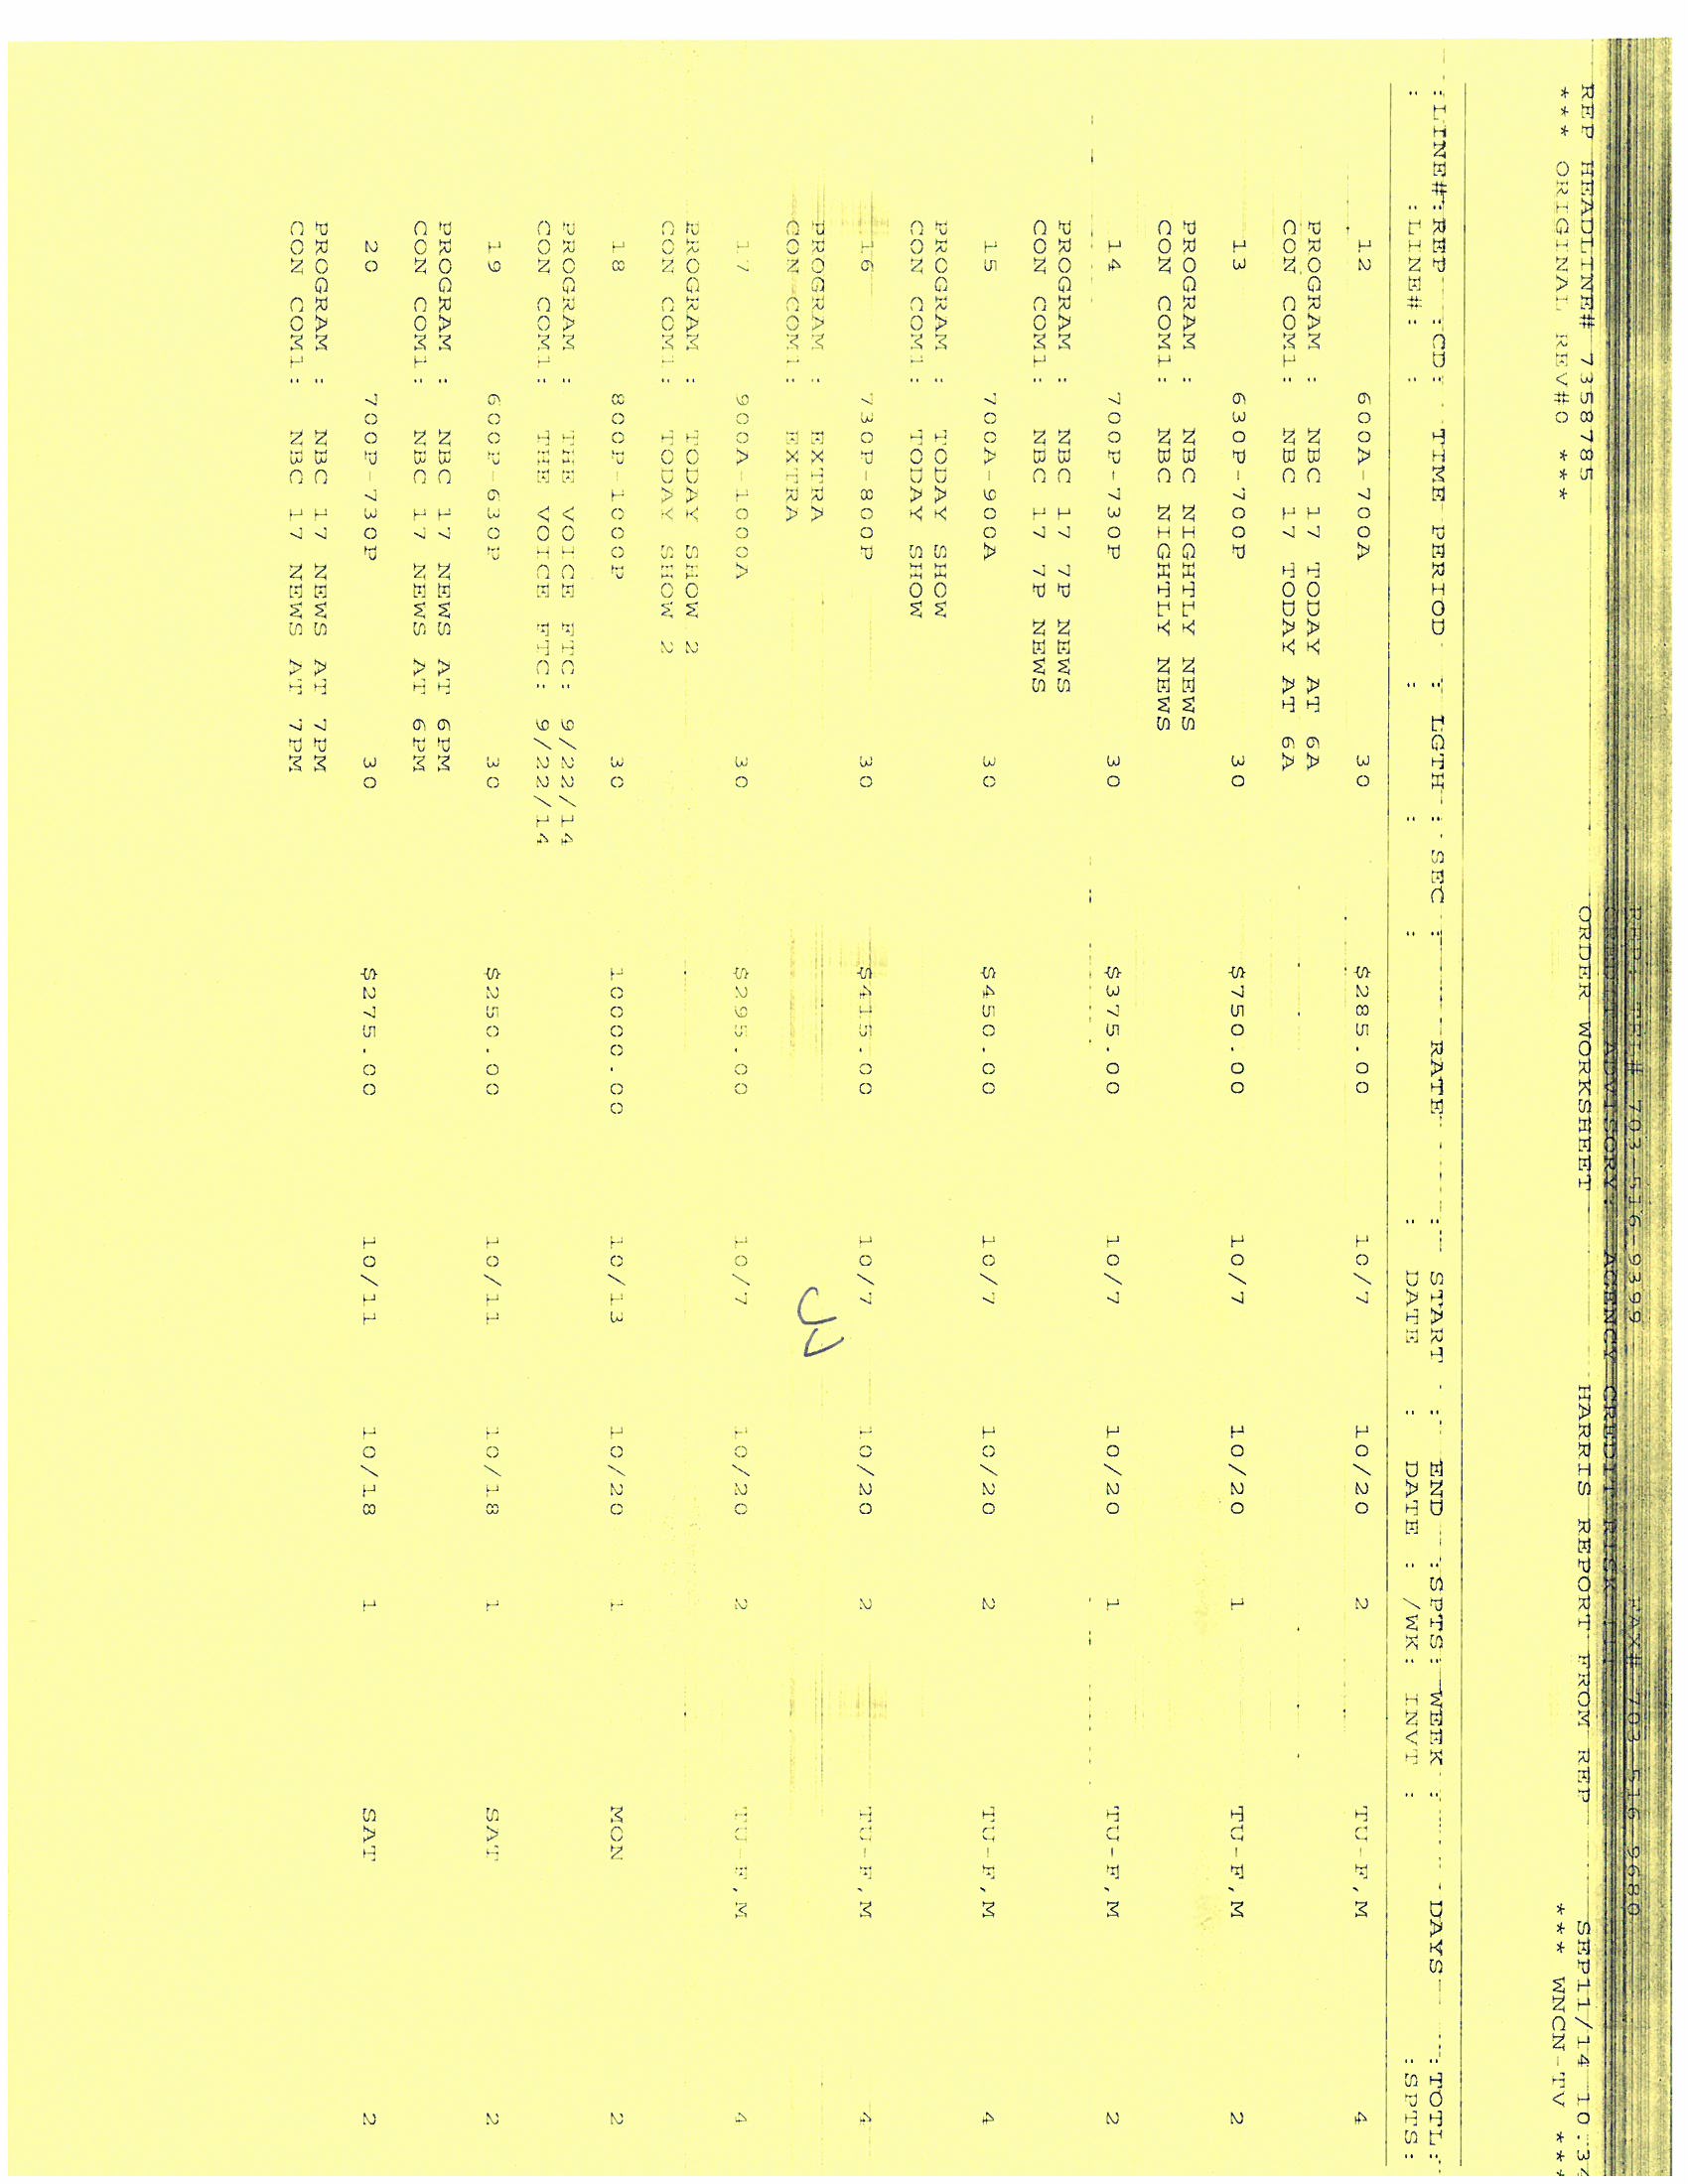 REP. TEL# 703-516-9399 FAX# 703-516-9680
AGENCY CREDIT RISK
REP HEADLINE# 7358785 ORDER WORKSHEET HARRIS REPORT FROM REP SEP11/14 10:34
*** ORIGINAL REV#0 *** *** WNCN-TV ***
:LINE#:REP :CD: TIME PERIOD : LGTH : SEC : RATE : START : END :SPTS: WEEK : DAYS :TOTL:
: :LINE#: : : : : : DATE : DATE : /WK: INVT : :SPTS:
12 600A-700A 30 $285.00 10/7 10/20 2 TU-F,M 4
PROGRAM : NBC 17 TODAY AT 6A
CON COM1: NBC 17 TODAY AT 6A
13 630P-700P 30 $750.00 10/7 10/20 1 TU-F,M 2
PROGRAM : NBC NIGHTLY NEWS
CON COM1: NBC NIGHTLY NEWS
14 700P-730P 30 $375.00 10/7 10/20 1 TU-F,M 2
PROGRAM : NBC 17 7P NEWS
CON COM1: NBC 17 7P NEWS
15 700A-900A 30 $450.00 10/7 10/20 2 TU-F,M 4
PROGRAM : TODAY SHOW
CON COM1: TODAY SHOW
16 730P-800P 30 $415.00 10/7 10/20 2 TU-F,M 4
PROGRAM : EXTRA
CON COM1: EXTRA
17 900A-1000A 30 $295.00 10/7 10/20 2 TU-F,M 4
PROGRAM : TODAY SHOW 2
CON COM1: TODAY SHOW 2
18 800P-1000P 30 10000.00 10/13 10/20 1 MON 2
PROGRAM : THE VOICE FTC: 9/22/14
CON COM1: THE VOICE FTC: 9/22/14
19 600P-630P 30 $250.00 10/11 10/18 1 SAT 2
PROGRAM : NBC 17 NEWS AT 6PM
CON COM1: NBC 17 NEWS AT 6PM
20 700P-730P 30 $275.00 10/11 10/18 1 SAT 2
PROGRAM : NBC 17 NEWS AT 7PM
CON COM1: NBC 17 NEWS AT 7PM